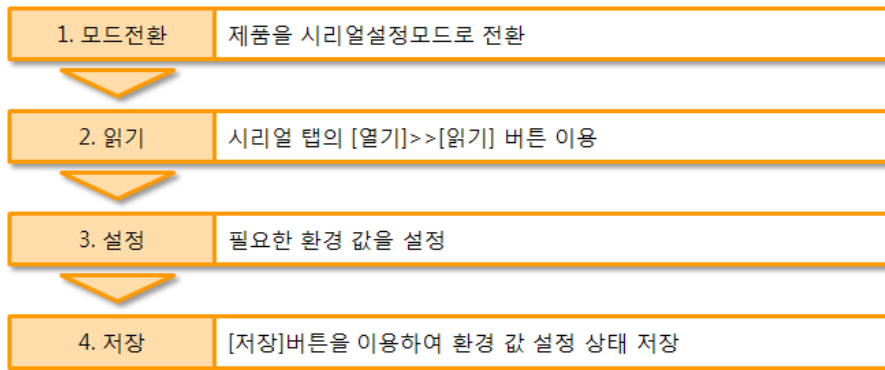 1. 모드전환 제품을 시리얼설정모드로 전환
2. 읽기 시리얼 탭의 [열기]>>[읽기] 버튼 이용
3. 설정 필요한 환경 값을 설정
4. 저장 [저장]버튼을 이용하여 환경 값 설정 상태 저장